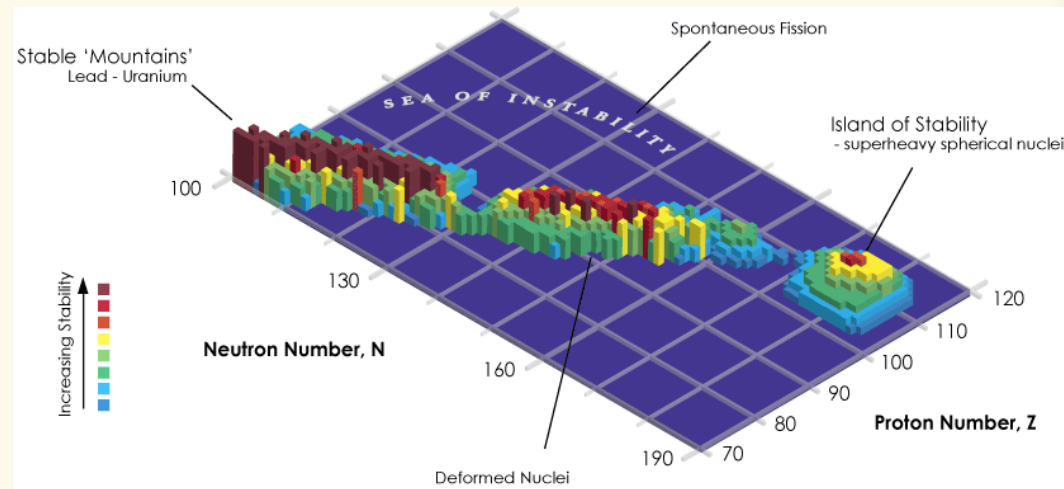 Spontaneous Fission
Stable ‘Mountains’
Lead - Uranium
SEA OF INSTABILITY
Island of Stability
- superheavy spherical nuclei
100
130
160
190
Increasing Stability
Neutron Number, N
120
110
100
90
80
70
Proton Number, Z
Deformed Nuclei